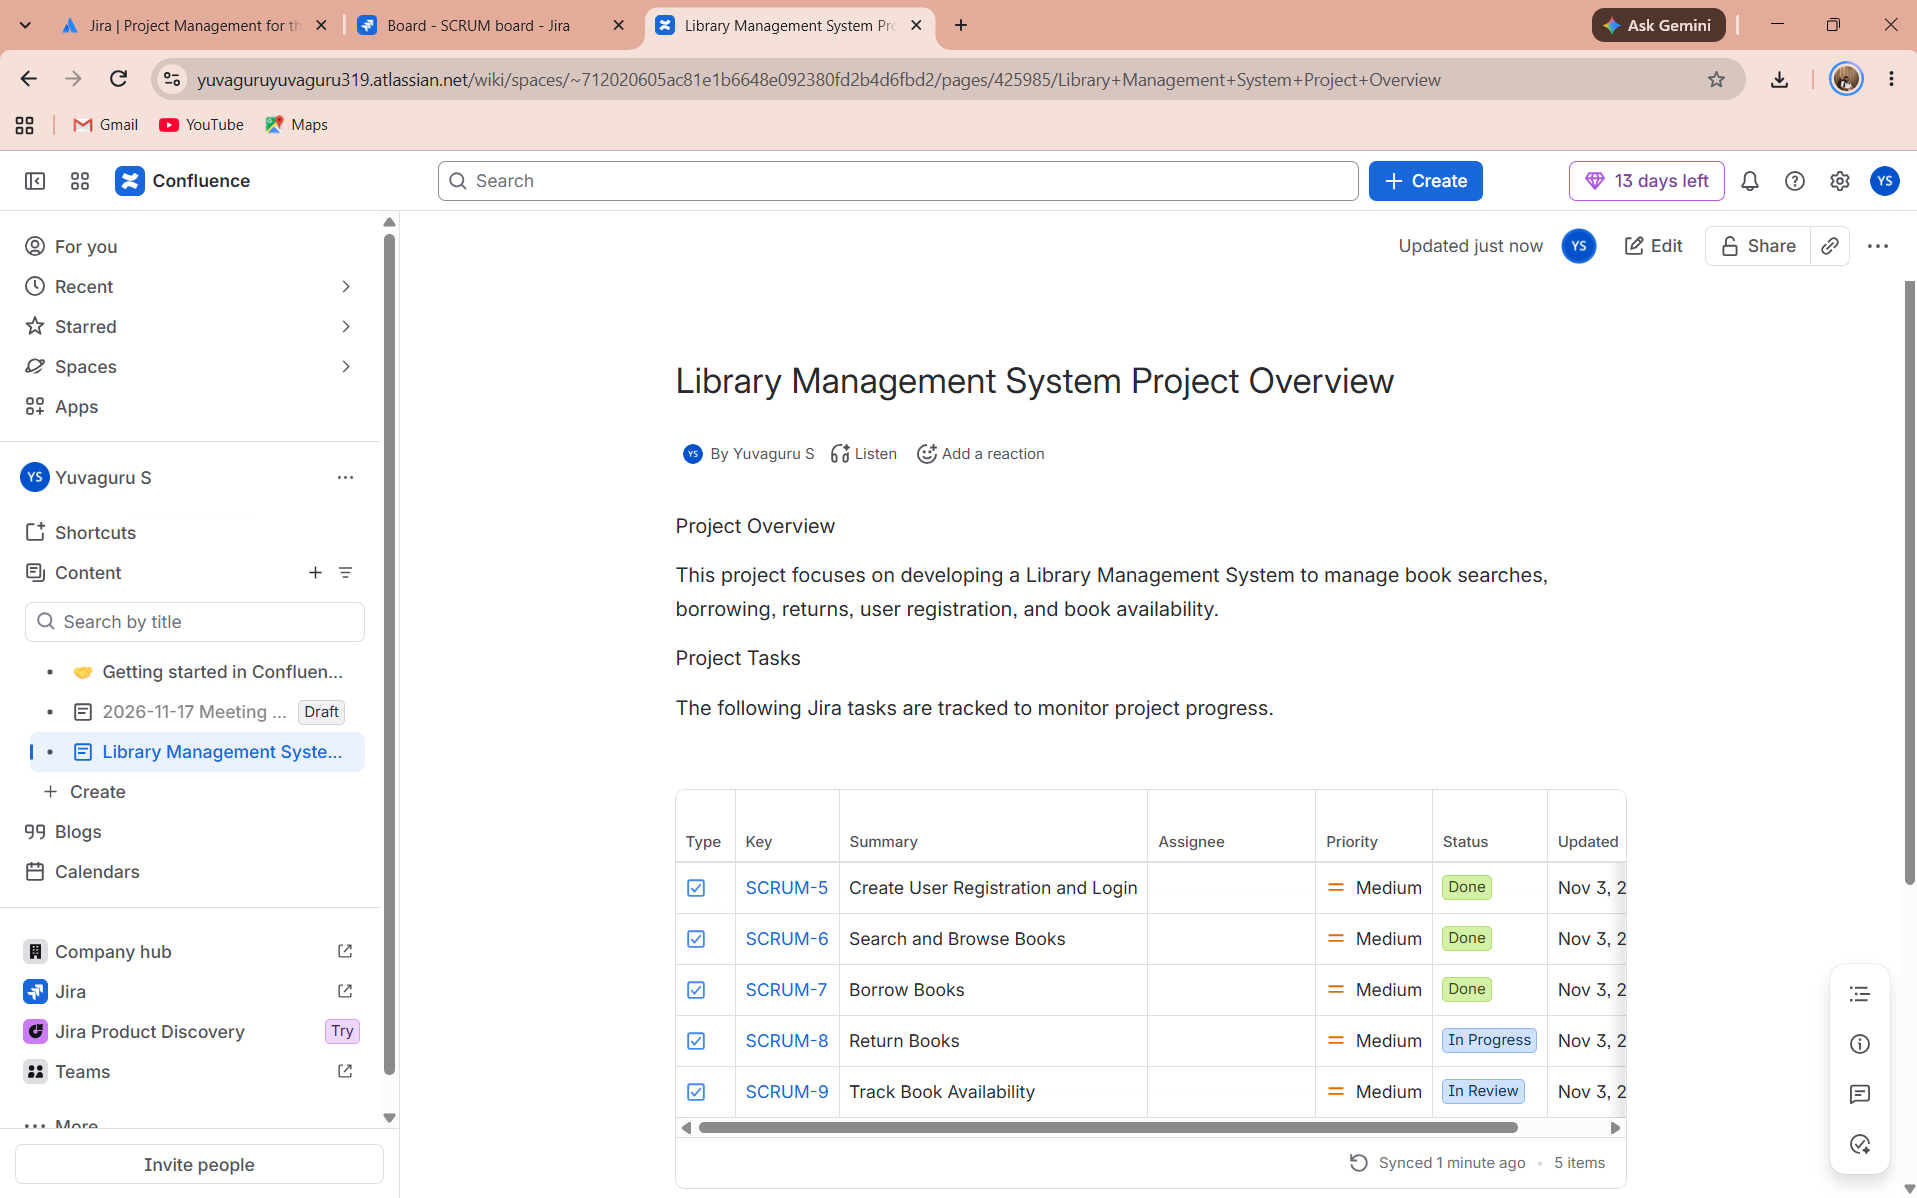 Jira | Project Management for th
Board - SCRUM board - Jira
Library Management System Pro
Ask Gemini
yuvaguruyuvaguru319.atlassian.net/wiki/spaces/~712020605ac81e1b6648e092380fd2b4d6fbd2/pages/425985/Library+Management+System+Project+Overview
Gmail
YouTube
Maps
Confluence
Search
Create
13 days left
YS
For you
Recent
Starred
Spaces
Apps
YS Yuvaguru S
Shortcuts
Content
Search by title
Getting started in Confluen...
2026-11-17 Meeting ... Draft
Library Management Syste...
Create
Blogs
Calendars
Company hub
Jira
Jira Product Discovery Try
Teams
More
Invite people
Updated just now YS Edit Share
Library Management System Project Overview
YS By Yuvaguru S Listen Add a reaction
Project Overview
This project focuses on developing a Library Management System to manage book searches,
borrowing, returns, user registration, and book availability.
Project Tasks
The following Jira tasks are tracked to monitor project progress.
Type Key Summary Assignee Priority Status Updated
SCRUM-5 Create User Registration and Login Medium Done Nov 3, 2
SCRUM-6 Search and Browse Books Medium Done Nov 3, 2
SCRUM-7 Borrow Books Medium Done Nov 3, 2
SCRUM-8 Return Books Medium In Progress Nov 3, 2
SCRUM-9 Track Book Availability Medium In Review Nov 3, 2
Synced 1 minute ago • 5 items